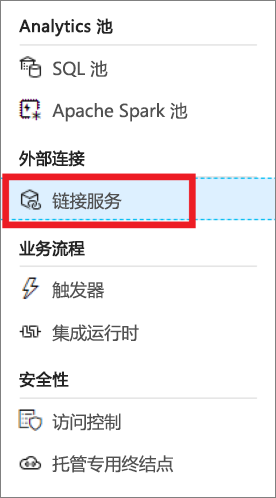 Analytics 池
SQL 池
Apache Spark 池
外部连接
链接服务
业务流程
触发器
集成运行时
安全性
访问控制
托管专用终结点